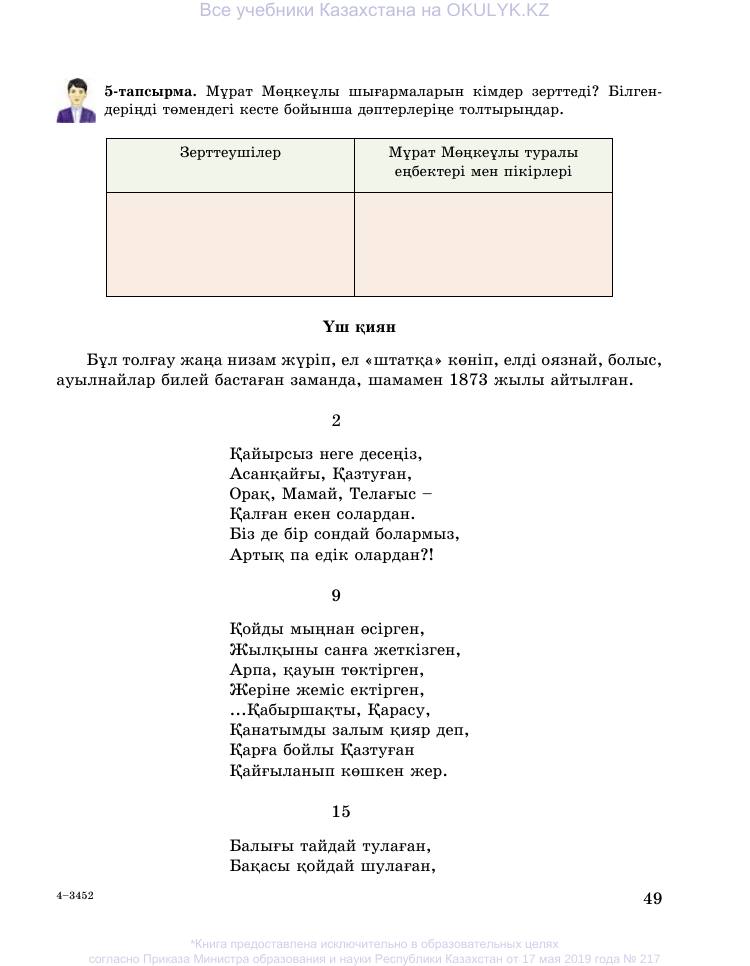 Все учебники Казахстана на OKULYK.KZ
5-тапсырма. Мұрат Мөңкеұлы шығармаларын кімдер зерттеді? Білген-
деріңді төмендегі кесте бойынша дәптерлеріңе толтырыңдар.
Зерттеушілер
Мұрат Мөңкеұлы туралы
еңбектері мен пікірлері
Үш қиян
Бұл толғау жаңа низам жүріп, ел «штатқа» көніп, елді оязнай, болыс,
ауылнайлар билей бастаған заманда, шамамен 1873 жылы айтылған.
2
Қайырсыз неге десеңіз,
Асанқайғы, Қазтуған,
Орақ, Мамай, Телағыс –
Қалған екен солардан.
Біз де бір сондай болармыз,
Артық па едік олардан?!
9
Қойды мыңнан өсірген,
Жылқыны санға жеткізген,
Арпа, қауын төктірген,
Жеріне жеміс ектірген,
...Қабыршақты, Қарасу,
Қанатымды залым қияр деп,
Қарға бойлы Қазтуған
Қайғыланып көшкен жер.
15
Балығы тайдай тулаған,
Бақасы қойдай шулаған,
4–3452
49
*Книга предоставлена исключительно в образовательных целях
согласно Приказа Министра образования и науки Республики Казахстан от 17 мая 2019 года № 217